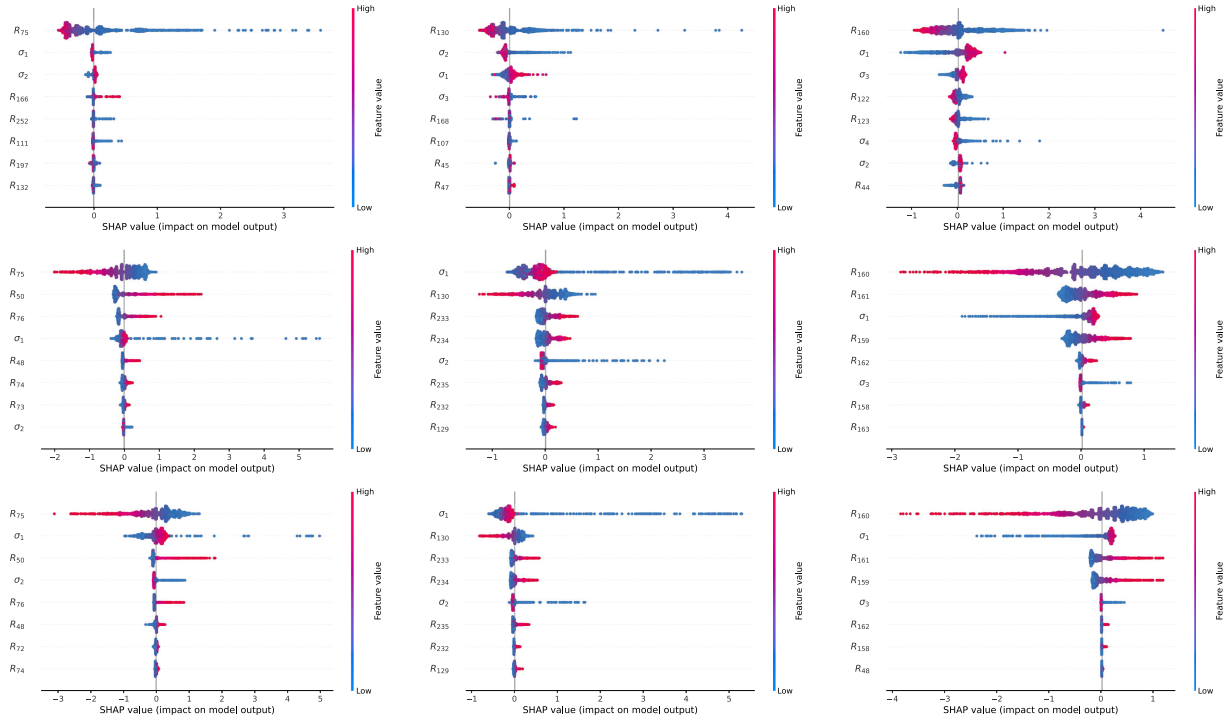 High
R75
σ1
σ2
R166
R252
R111
R197
R132
Feature value
Low
0 1 2 3
SHAP value (impact on model output)
High
R130
σ2
σ1
σ3
R168
R107
R45
R47
Feature value
Low
0 1 2 3 4
SHAP value (impact on model output)
High
R160
σ1
σ3
R122
R123
σ4
σ2
R44
Feature value
Low
−1 0 1 2 3 4
SHAP value (impact on model output)
High
R75
R50
R76
σ1
R48
R74
R73
σ2
Feature value
Low
−2 −1 0 1 2 3 4 5
SHAP value (impact on model output)
High
σ1
R130
R233
R234
σ2
R235
R232
R129
Feature value
Low
−1 0 1 2 3
SHAP value (impact on model output)
High
R160
R161
σ1
R159
R162
σ3
R158
R163
Feature value
Low
−3 −2 −1 0 1
SHAP value (impact on model output)
High
R75
σ1
R50
σ2
R76
R48
R72
R74
Feature value
Low
−3 −2 −1 0 1 2 3 4 5
SHAP value (impact on model output)
High
σ1
R130
R233
R234
σ2
R235
R232
R129
Feature value
Low
−1 0 1 2 3 4 5
SHAP value (impact on model output)
High
R160
σ1
R161
R159
σ3
R162
R158
R48
Feature value
Low
−4 −3 −2 −1 0 1
SHAP value (impact on model output)